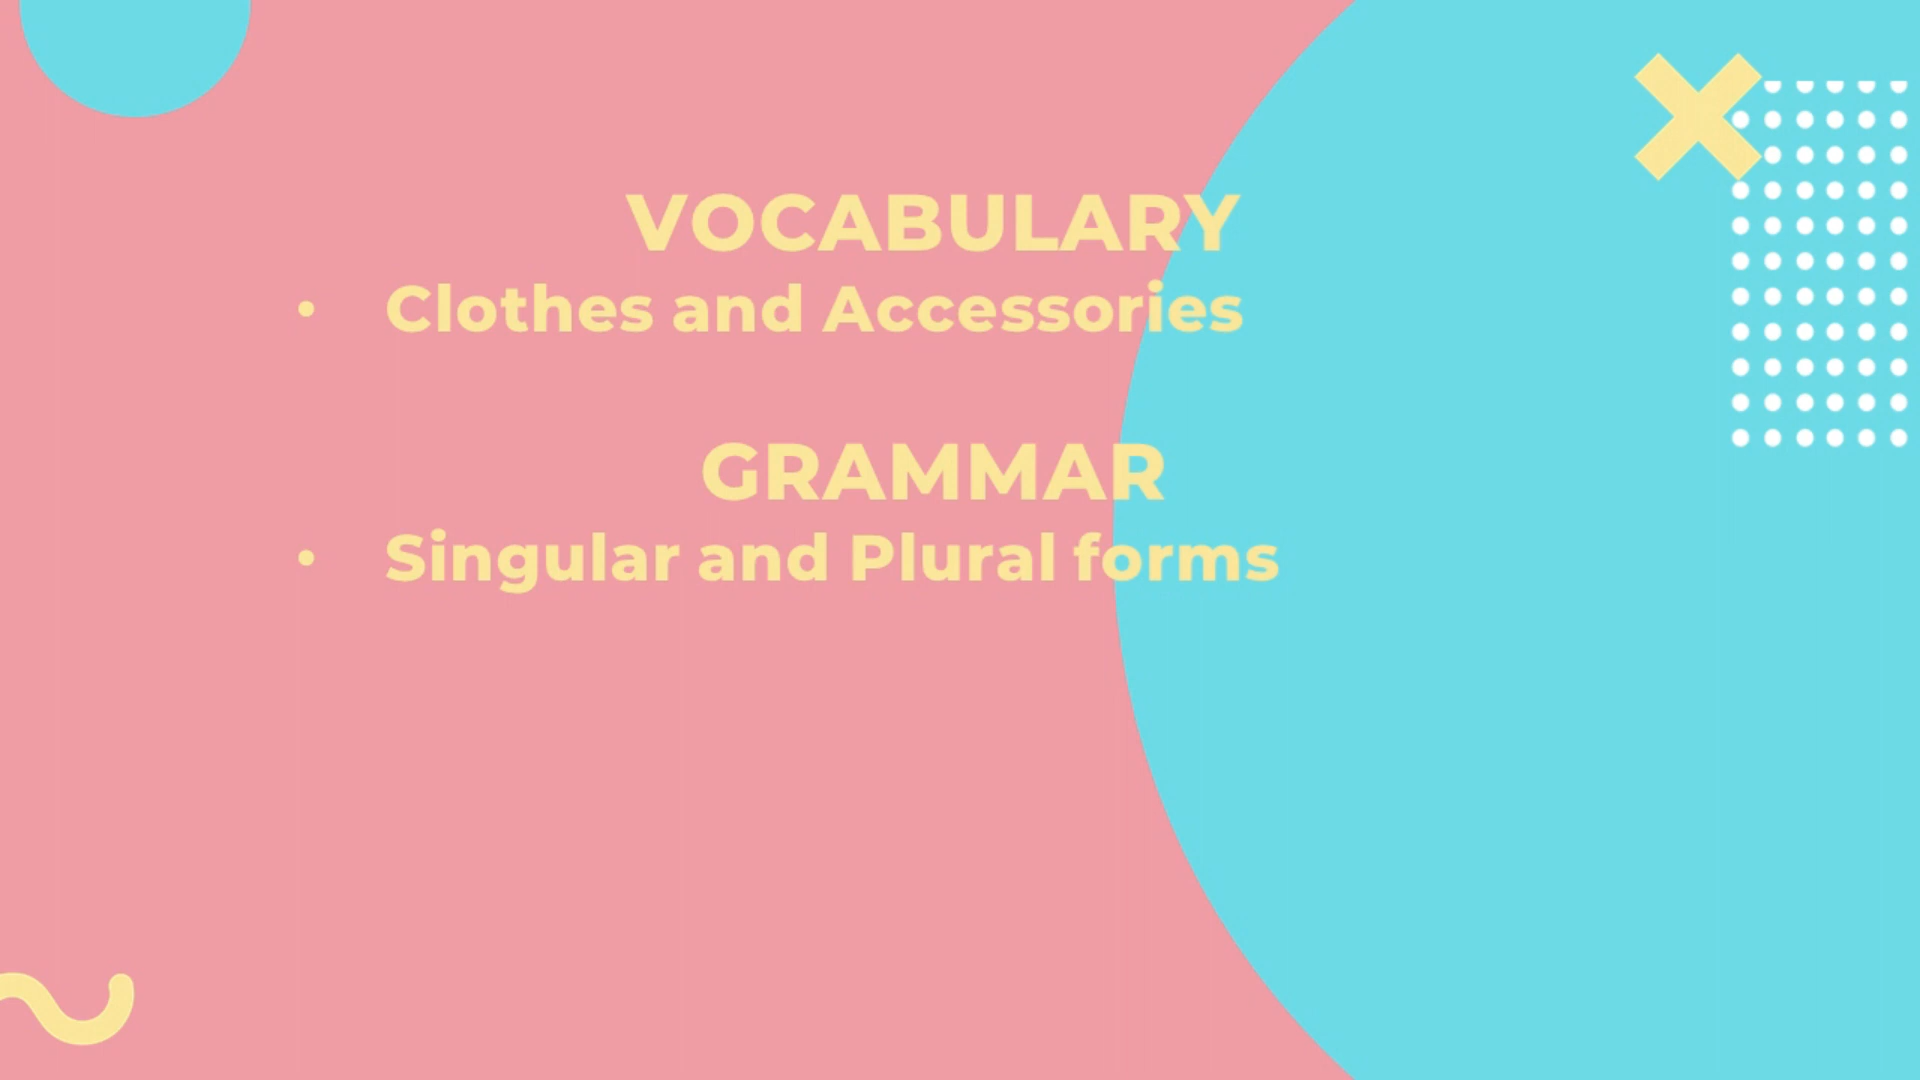 VOCABULARY
• Clothes and Accessories
GRAMMAR
• Singular and Plural forms